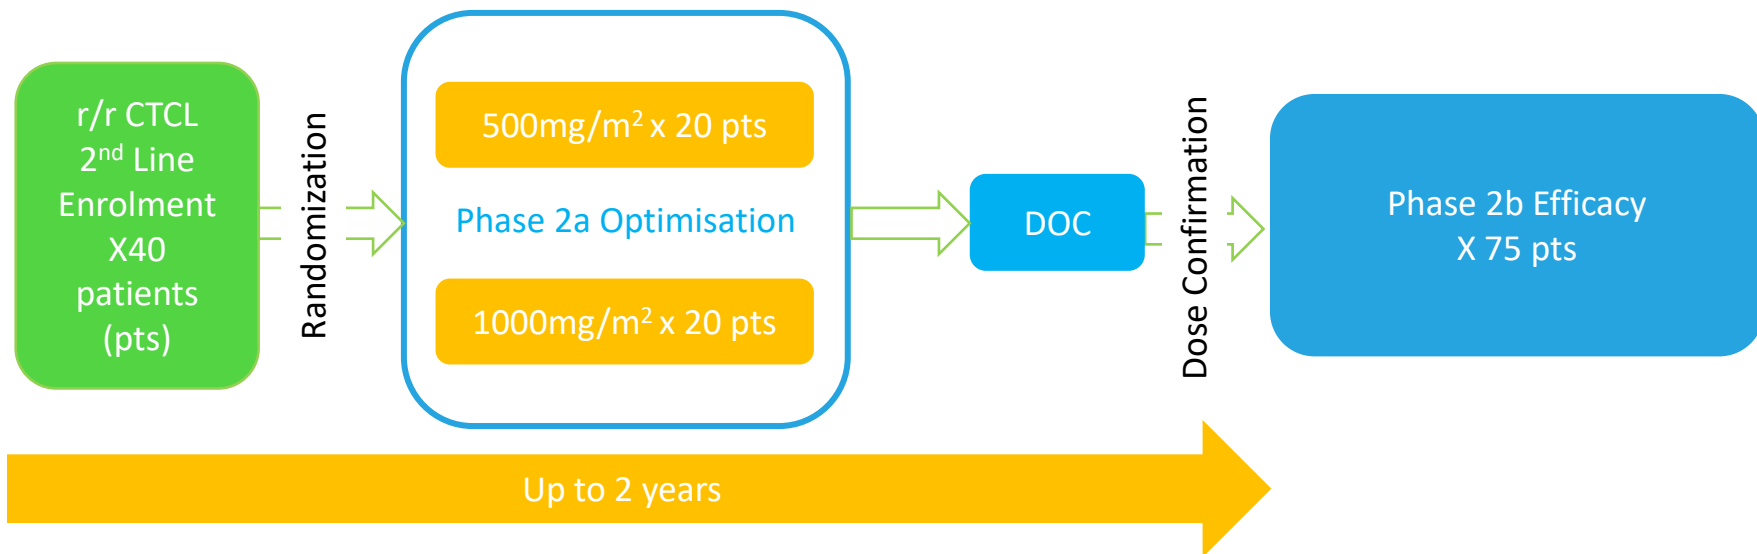 r/r CTCL
2nd Line
Enrolment
X40
patients
(pts)
Randomization
500mg/m² x 20 pts
Phase 2a Optimisation
1000mg/m² x 20 pts
DOC
Dose Confirmation
Phase 2b Efficacy
X 75 pts
Up to 2 years